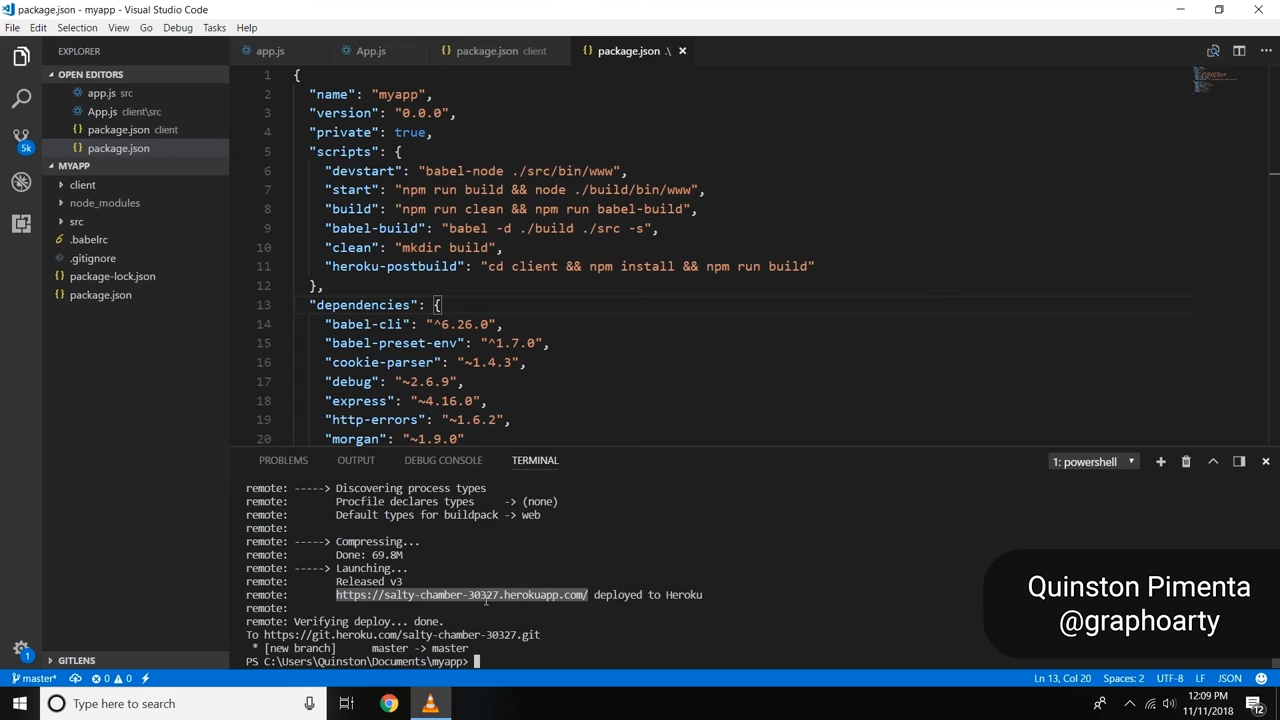 package.json - myapp - Visual Studio Code
File Edit Selection View Go Debug Tasks Help
EXPLORER
OPEN EDITORS
app.js src
App.js client\src
package.json client
package.json
MYAPP
client
node_modules
src
.babelrc
.gitignore
package-lock.json
package.json
GITLENS
5k
1
app.js App.js package.json client package.json .\
1 {
2 "name": "myapp",
3 "version": "0.0.0",
4 "private": true,
5 "scripts": {
6 "devstart": "babel-node ./src/bin/www",
7 "start": "npm run build && node ./build/bin/www",
8 "build": "npm run clean && npm run babel-build",
9 "babel-build": "babel -d ./build ./src -s",
10 "clean": "mkdir build",
11 "heroku-postbuild": "cd client && npm install && npm run build"
12 },
13 "dependencies": {
14 "babel-cli": "^6.26.0",
15 "babel-preset-env": "^1.7.0",
16 "cookie-parser": "~1.4.3",
17 "debug": "~2.6.9",
18 "express": "~4.16.0",
19 "http-errors": "~1.6.2",
20 "morgan": "~1.9.0"
PROBLEMS OUTPUT DEBUG CONSOLE TERMINAL 1: powershell
remote: -----> Discovering process types
remote: Procfile declares types -> (none)
remote: Default types for buildpack -> web
remote:
remote: -----> Compressing...
remote: Done: 69.8M
remote: -----> Launching...
remote: Released v3
remote: https://salty-chamber-30327.herokuapp.com/ deployed to Heroku
remote:
remote: Verifying deploy... done.
To https://git.heroku.com/salty-chamber-30327.git
* [new branch] master -> master
PS C:\Users\Quinston\Documents\myapp>
Quinston Pimenta
@graphoarty
master* 0 0 Ln 13, Col 20 Spaces: 2 UTF-8 LF JSON
Type here to search
12:09 PM
11/11/2018
12